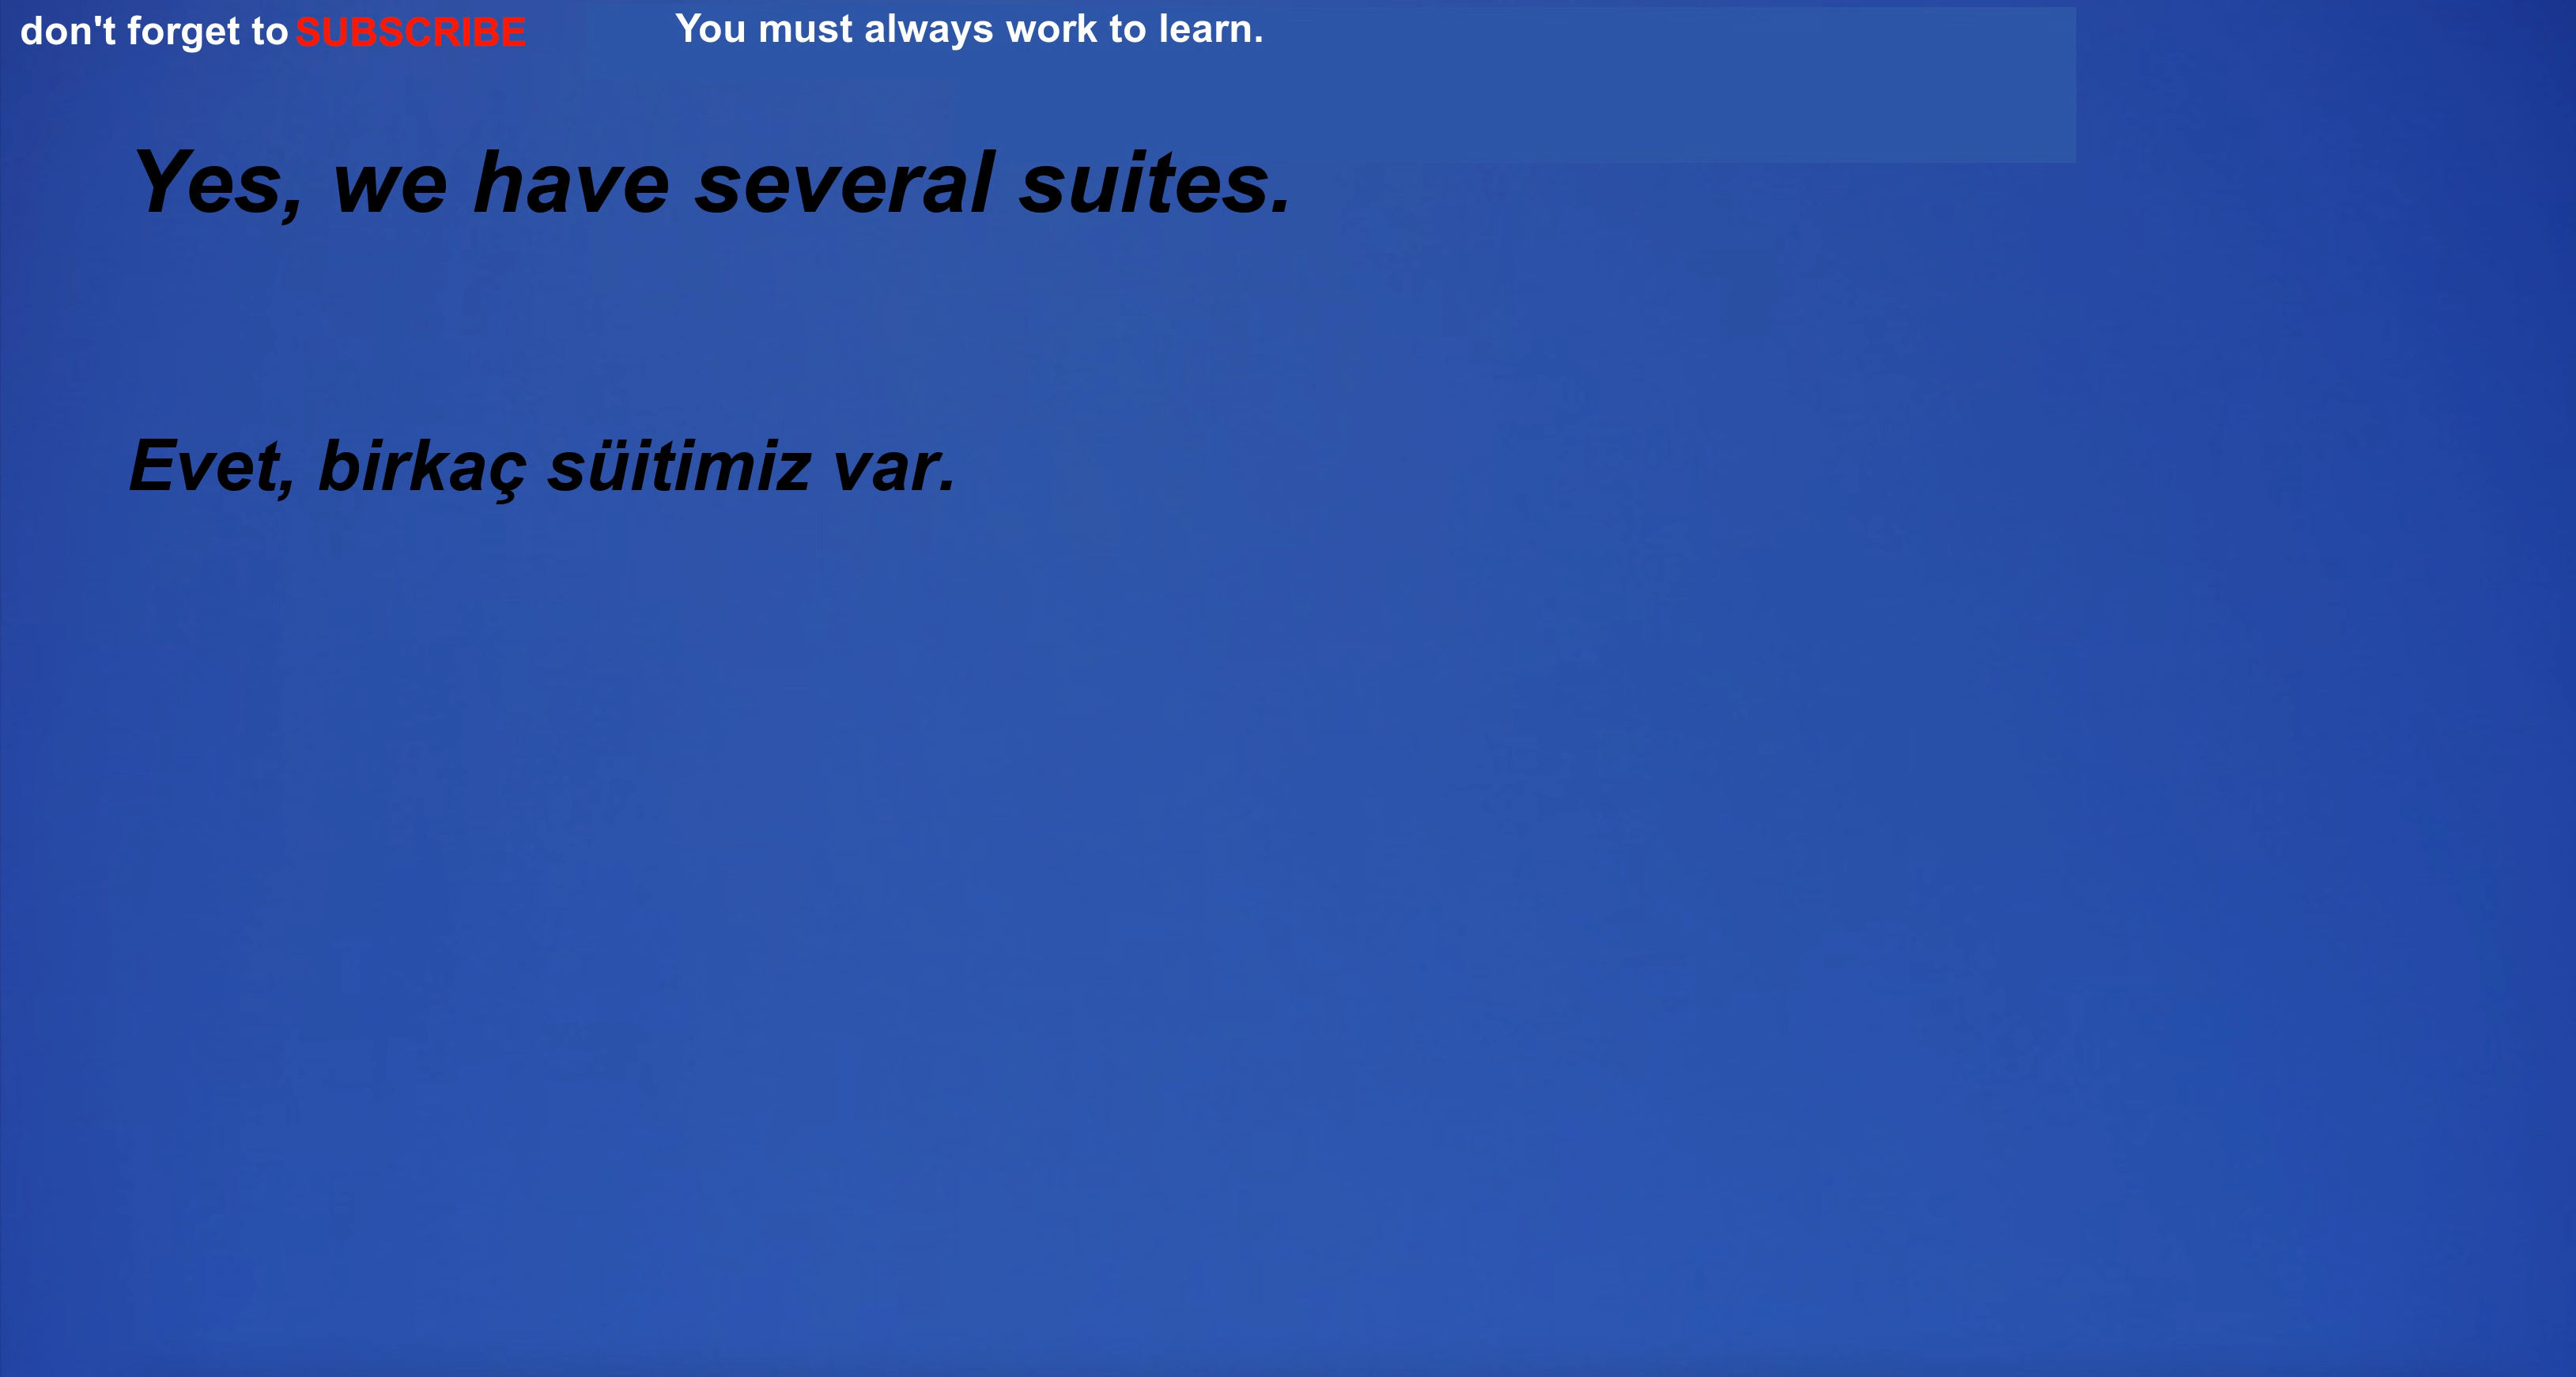 don't forget to SUBSCRIBE
You must always work to learn.
Yes, we have several suites.
Evet, birkaç süitimiz var.